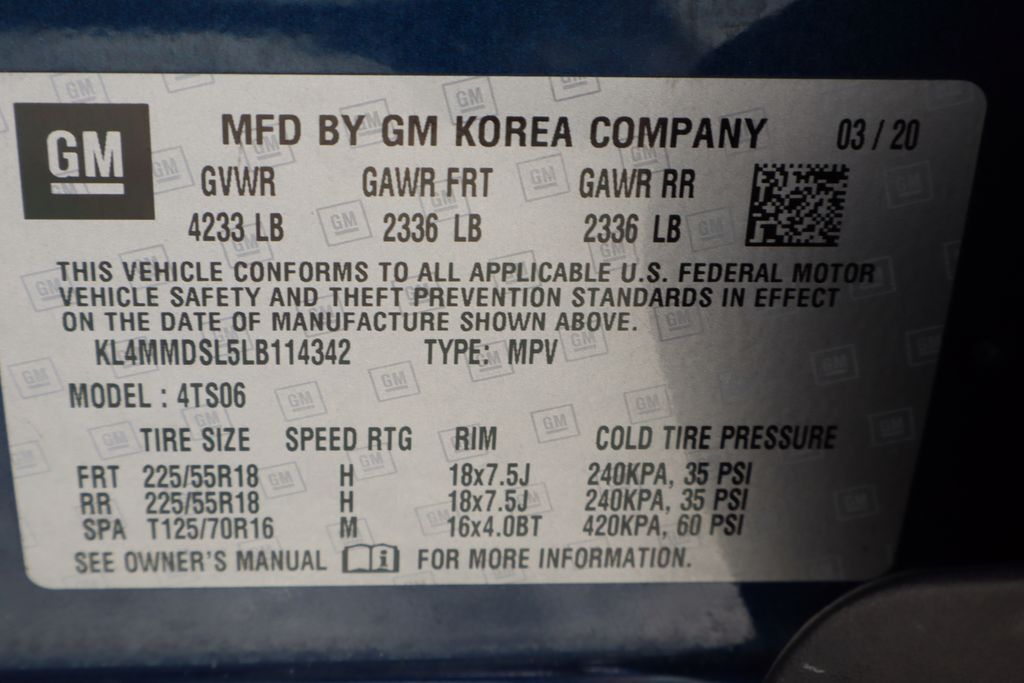 GM
MFD BY GM KOREA COMPANY 03 / 20
GVWR GAWR FRT GAWR RR
4233 LB 2336 LB 2336 LB
THIS VEHICLE CONFORMS TO ALL APPLICABLE U.S. FEDERAL MOTOR
VEHICLE SAFETY AND THEFT PREVENTION STANDARDS IN EFFECT
ON THE DATE OF MANUFACTURE SHOWN ABOVE.
KL4MMDSL5LB114342 TYPE: MPV
MODEL : 4TS06
TIRE SIZE SPEED RTG RIM COLD TIRE PRESSURE
FRT 225/55R18 H 18x7.5J 240KPA, 35 PSI
RR 225/55R18 H 18x7.5J 240KPA, 35 PSI
SPA T125/70R16 M 16x4.0BT 420KPA, 60 PSI
SEE OWNER'S MANUAL i FOR MORE INFORMATION.